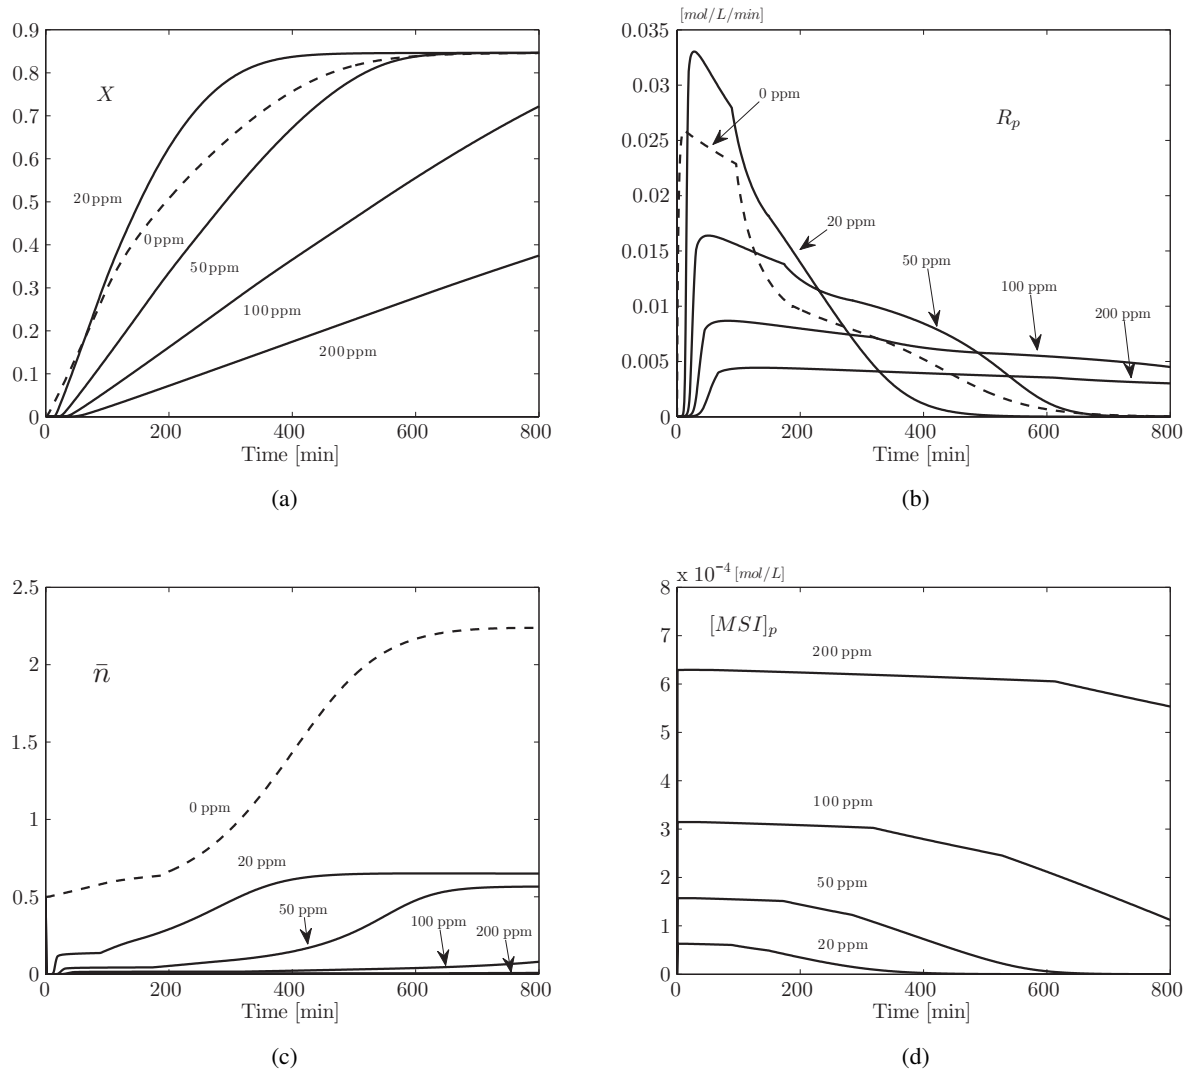 0.9
0.8
0.7
0.6
0.5
0.4
0.3
0.2
0.1
0
X
20ppm
0ppm
50ppm
100ppm
200ppm
0 200 400 600 800
Time [min]
(a)
[mol/L/min]
0.035
0.03
0.025
0.02
0.015
0.01
0.005
0
R_p
0 ppm
20 ppm
50 ppm
100 ppm
200 ppm
0 200 400 600 800
Time [min]
(b)
2.5
2
1.5
1
0.5
0
n̄
0 ppm
20 ppm
50 ppm
100 ppm
200 ppm
0 200 400 600 800
Time [min]
(c)
x 10⁻⁴ [mol/L]
8
7
6
5
4
3
2
1
0
[MSI]_p
200 ppm
100 ppm
50 ppm
20 ppm
0 200 400 600 800
Time [min]
(d)